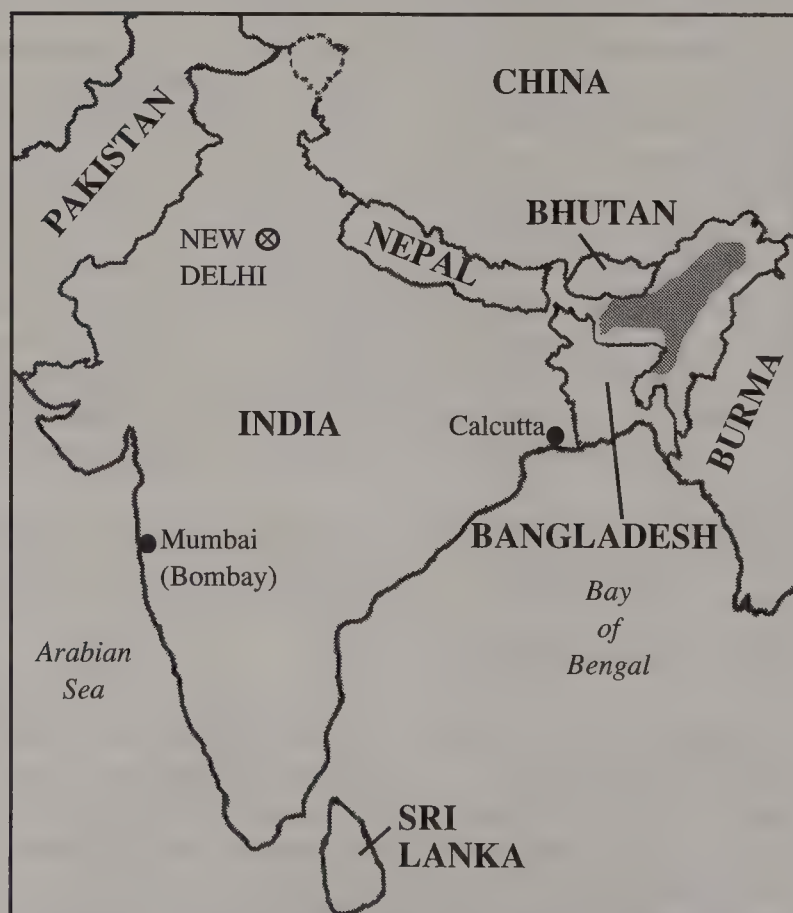 CHINA
PAKISTAN
BHUTAN
NEW
DELHI
NEPAL
INDIA
Calcutta
BURMA
Mumbai
(Bombay)
BANGLADESH
Bay
of
Bengal
Arabian
Sea
SRI
LANKA